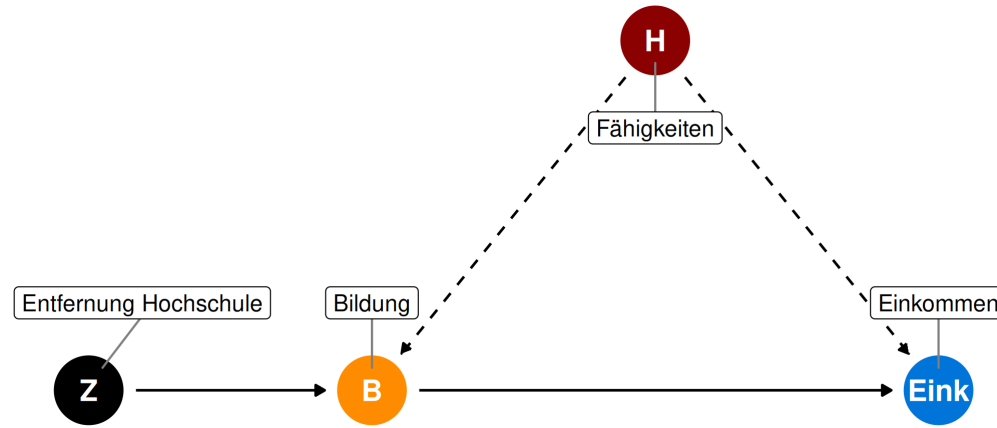 H
Fähigkeiten
Entfernung Hochschule
Bildung
Einkommen
Z
B
Eink